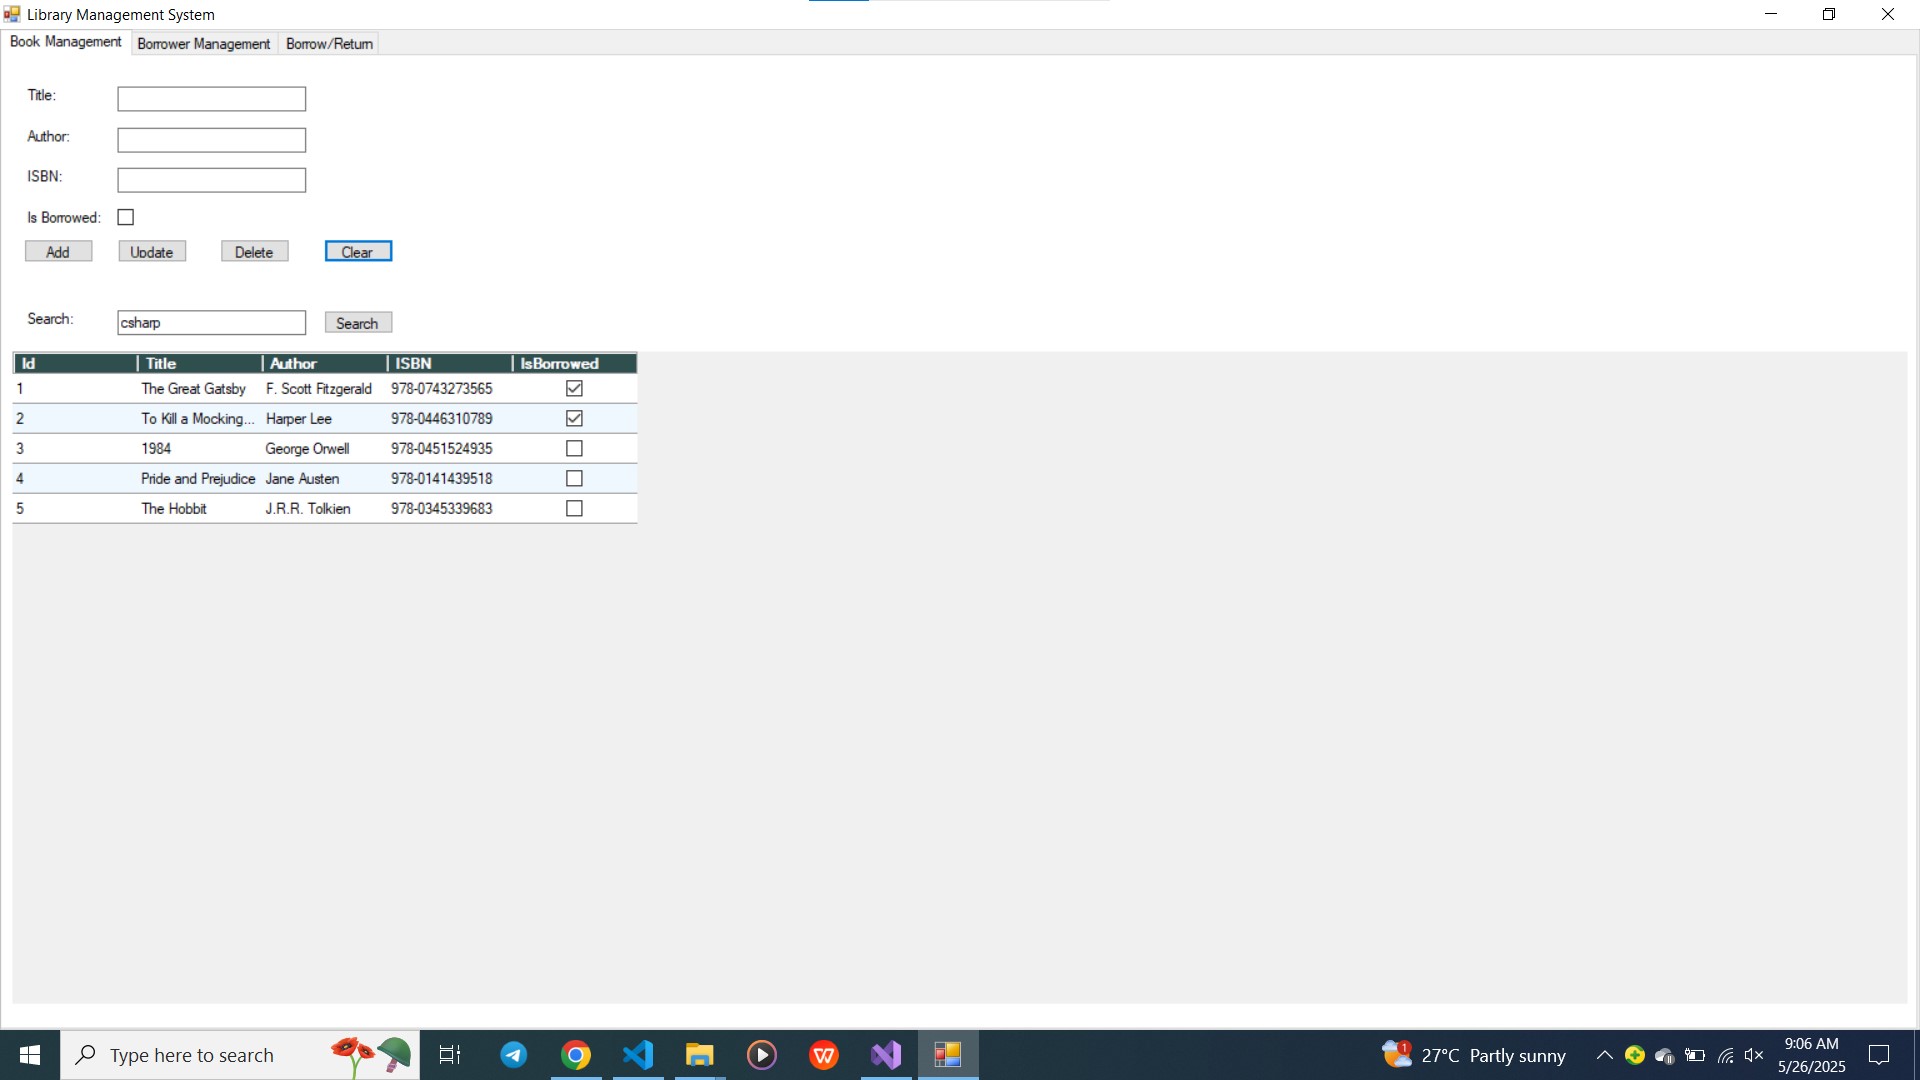 Library Management System
Book Management Borrower Management Borrow/Return
Title:
Author:
ISBN:
Is Borrowed:
Add Update Delete Clear
Search: csharp Search
Id Title Author ISBN IsBorrowed
1 The Great Gatsby F. Scott Fitzgerald 978-0743273565
2 To Kill a Mocking... Harper Lee 978-0446310789
3 1984 George Orwell 978-0451524935
4 Pride and Prejudice Jane Austen 978-0141439518
5 The Hobbit J.R.R. Tolkien 978-0345339683
Type here to search W 1 27°C Partly sunny 9:06 AM
5/26/2025